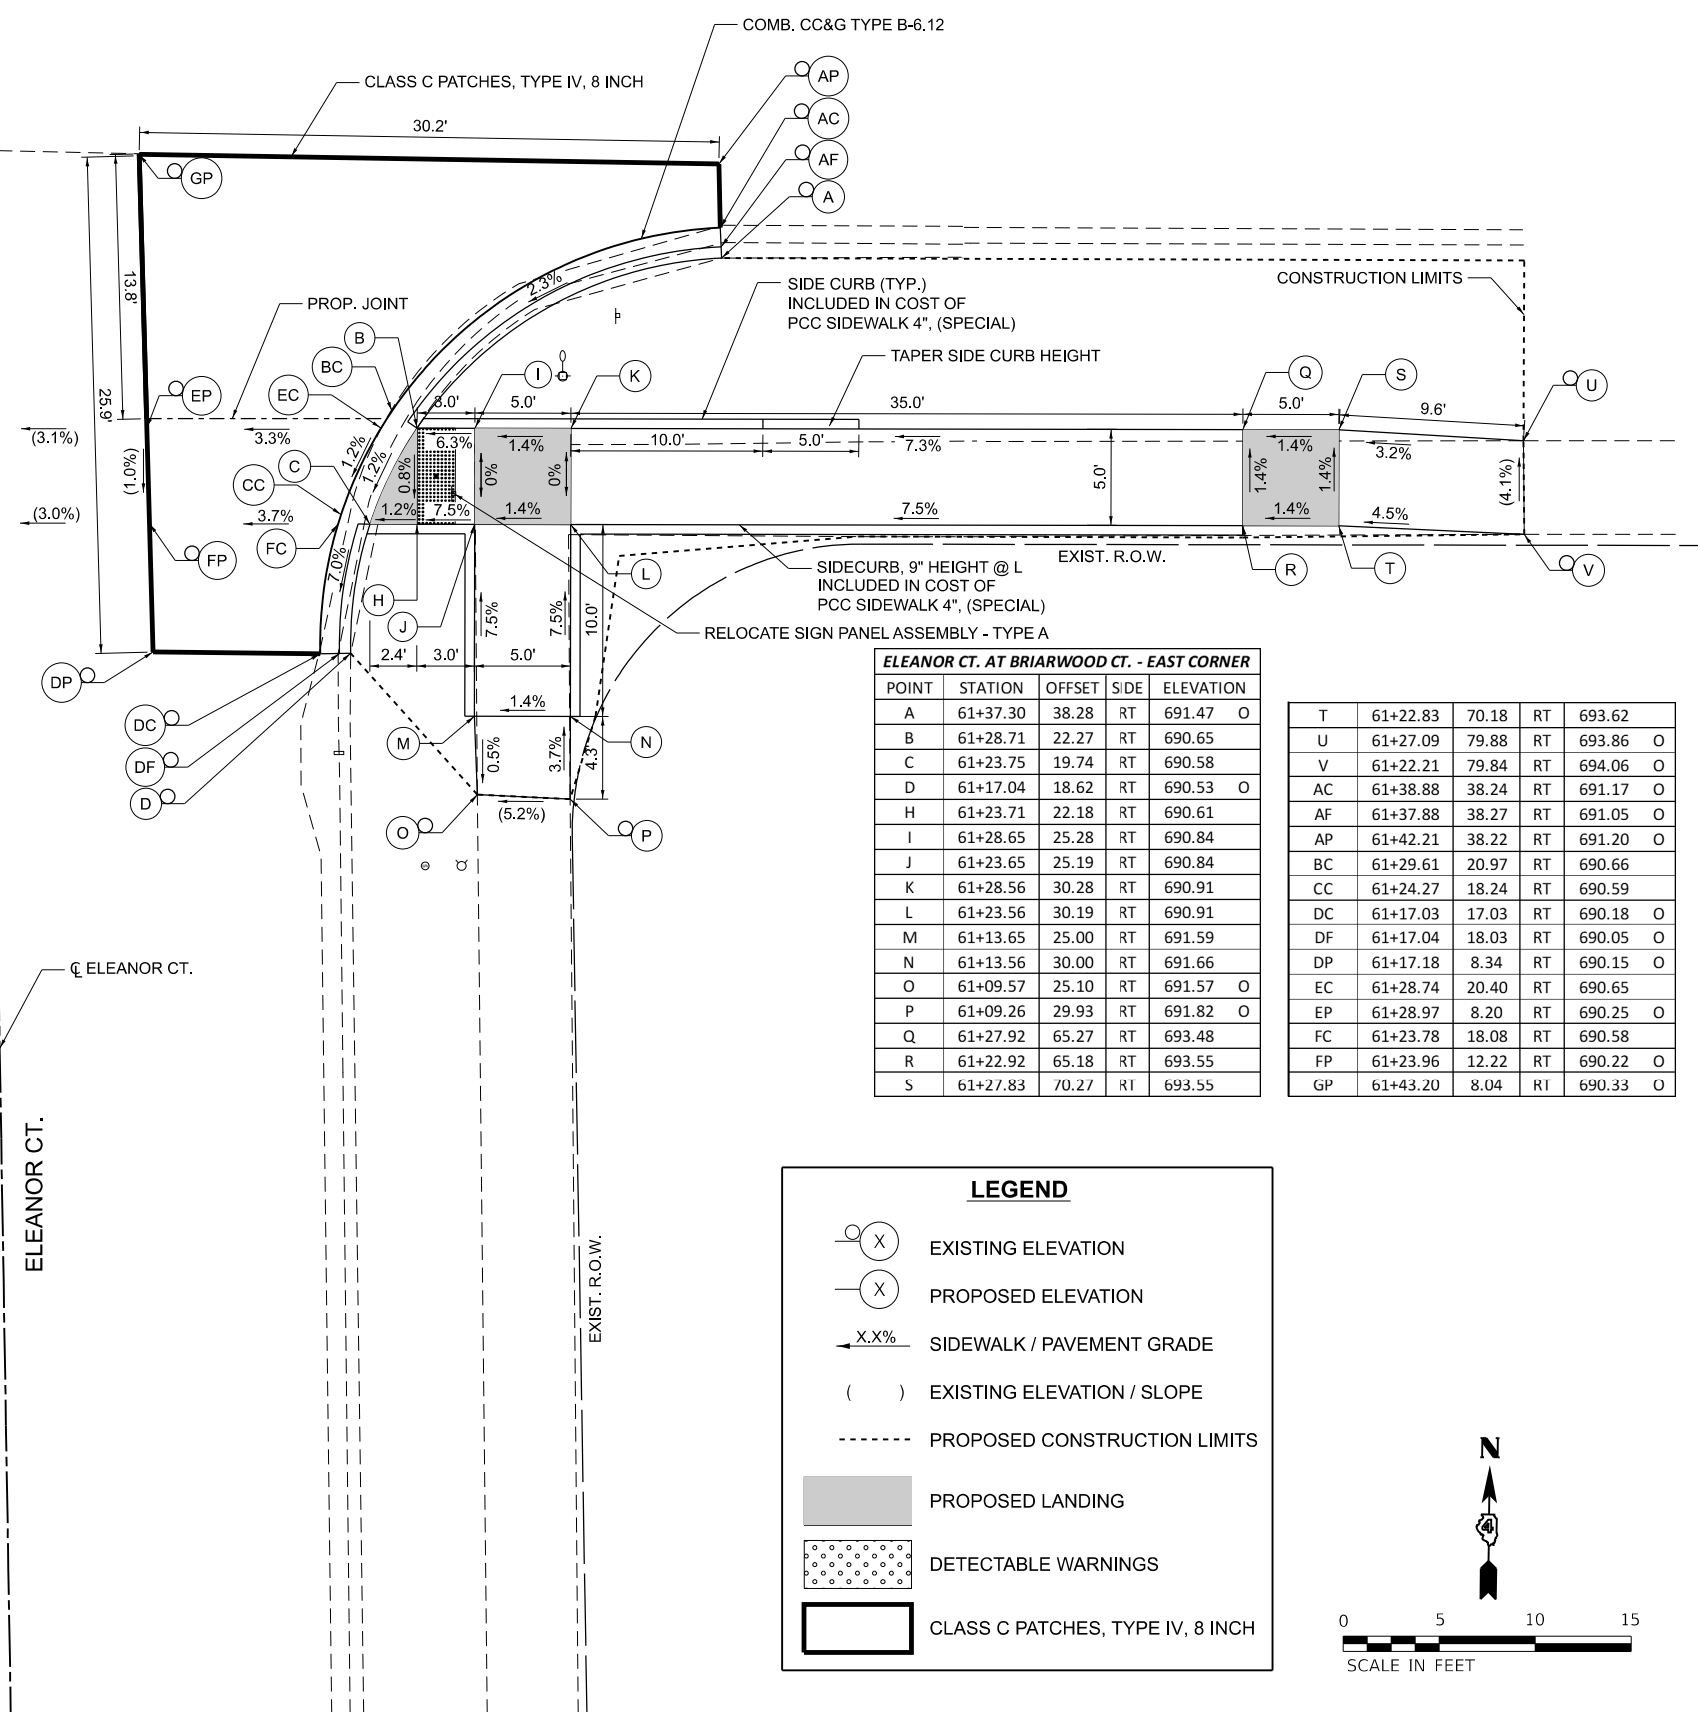 COMB. CC&G TYPE B-6.12
AP
CLASS C PATCHES, TYPE IV, 8 INCH
AC
30.2'
AF
GP
A
13.8'
2.3%
SIDE CURB (TYP.)
INCLUDED IN COST OF
PCC SIDEWALK 4", (SPECIAL)
CONSTRUCTION LIMITS
PROP. JOINT
B
TAPER SIDE CURB HEIGHT
BC
I
K
Q
S
U
EC
EP
25.9'
3.0'
5.0'
35.0'
5.0'
9.6'
(3.1%)
3.3%
1.2%
6.3%
1.4%
10.0'
5.0'
7.3%
1.4%
3.2%
(1.0%)
C
1.2%
0.8%
0%
0%
5.0'
1.4%
1.4%
(4.1%)
CC
(3.0%)
3.7%
1.2%
7.5%
1.4%
7.5%
1.4%
4.5%
FC
FP
7.0%
EXIST. R.O.W.
L
R
T
V
SIDECURB, 9" HEIGHT @ L
INCLUDED IN COST OF
PCC SIDEWALK 4", (SPECIAL)
H
J
7.5%
7.5%
10.0'
RELOCATE SIGN PANEL ASSEMBLY - TYPE A
2.4'
3.0'
5.0'
DP
1.4%
DC
M
N
0.5%
3.7%
4.3'
DF
D
(5.2%)
O
P
ELEANOR CT. AT BRIARWOOD CT. - EAST CORNER
POINT STATION OFFSET SIDE ELEVATION
A 61+37.30 38.28 RT 691.47 O
B 61+28.71 22.27 RT 690.65
C 61+23.75 19.74 RT 690.58
D 61+17.04 18.62 RT 690.53 O
H 61+23.71 22.18 RT 690.61
I 61+28.65 25.28 RT 690.84
J 61+23.65 25.19 RT 690.84
K 61+28.56 30.28 RT 690.91
L 61+23.56 30.19 RT 690.91
M 61+13.65 25.00 RT 691.59
N 61+13.56 30.00 RT 691.66
O 61+09.57 25.10 RT 691.57 O
P 61+09.26 29.93 RT 691.82 O
Q 61+27.92 65.27 RT 693.48
R 61+22.92 65.18 RT 693.55
S 61+27.83 70.27 RT 693.55
T 61+22.83 70.18 RT 693.62
U 61+27.09 79.88 RT 693.86 O
V 61+22.21 79.84 RT 694.06 O
AC 61+38.88 38.24 RT 691.17 O
AF 61+37.88 38.27 RT 691.05 O
AP 61+42.21 38.22 RT 691.20 O
BC 61+29.61 20.97 RT 690.66
CC 61+24.27 18.24 RT 690.59
DC 61+17.03 17.03 RT 690.18 O
DF 61+17.04 18.03 RT 690.05 O
DP 61+17.18 8.34 RT 690.15 O
EC 61+28.74 20.40 RT 690.65
EP 61+28.97 8.20 RT 690.25 O
FC 61+23.78 18.08 RT 690.58
FP 61+23.96 12.22 RT 690.22 O
GP 61+43.20 8.04 RT 690.33 O
℄ ELEANOR CT.
ELEANOR CT.
EXIST. R.O.W.
LEGEND
X EXISTING ELEVATION
X PROPOSED ELEVATION
X.X% SIDEWALK / PAVEMENT GRADE
( ) EXISTING ELEVATION / SLOPE
PROPOSED CONSTRUCTION LIMITS
PROPOSED LANDING
DETECTABLE WARNINGS
CLASS C PATCHES, TYPE IV, 8 INCH
N
4
0 5 10 15
SCALE IN FEET